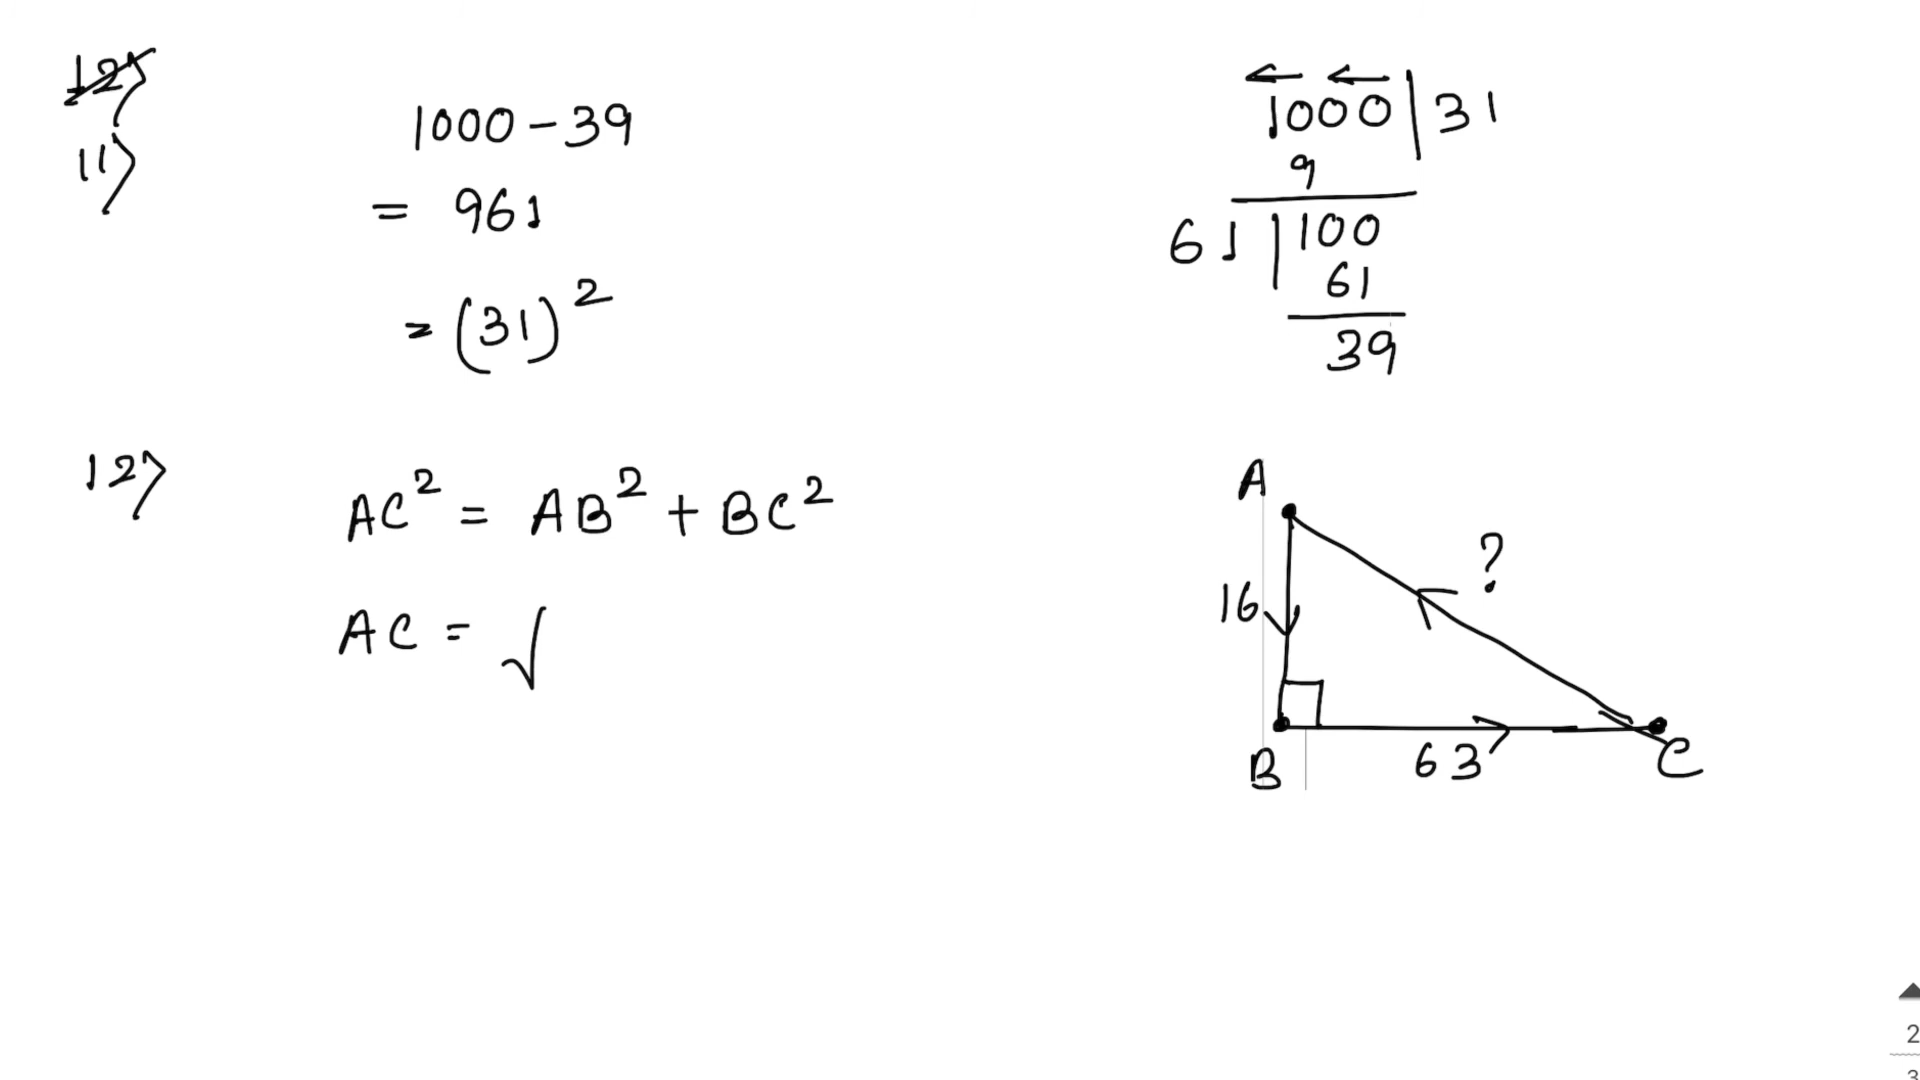 12)
11)
1000 - 39
= 961
= (31)²
1000 | 31
9
61 | 100
61
39
12)
AC² = AB² + BC²
AC = √
A
?
16
B
63
C
2
3